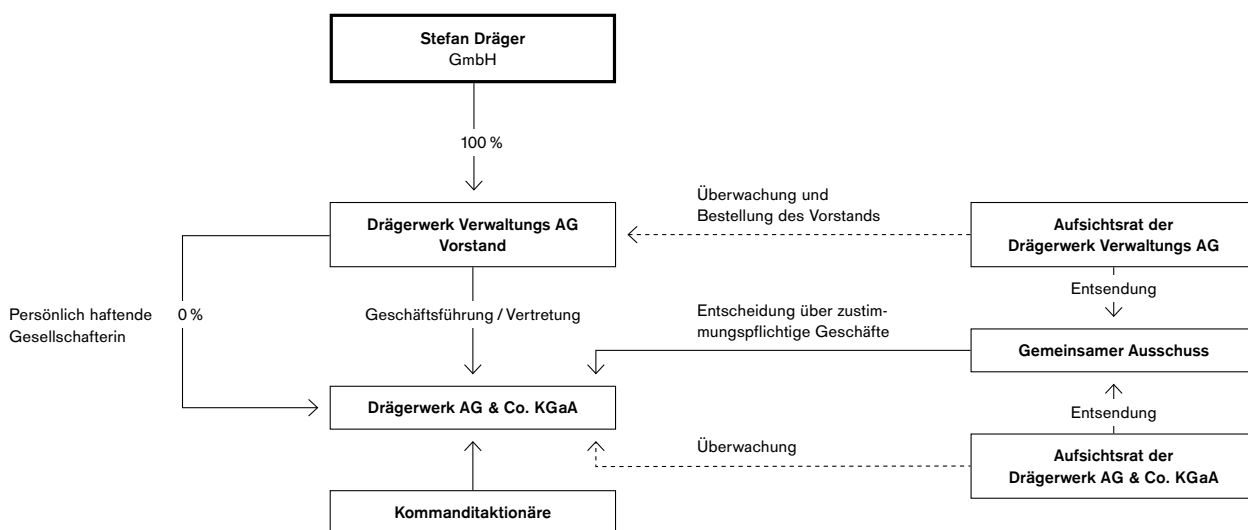 Stefan Dräger
GmbH
100 %
Überwachung und
Bestellung des Vorstands
Drägerwerk Verwaltungs AG
Vorstand
Aufsichtsrat der
Drägerwerk Verwaltungs AG
Persönlich haftende
Gesellschafterin
0 %
Geschäftsführung / Vertretung
Entscheidung über zustim-
mungspflichtige Geschäfte
Entsendung
Gemeinsamer Ausschuss
Drägerwerk AG & Co. KGaA
Entsendung
Überwachung
Aufsichtsrat der
Drägerwerk AG & Co. KGaA
Kommanditaktionäre